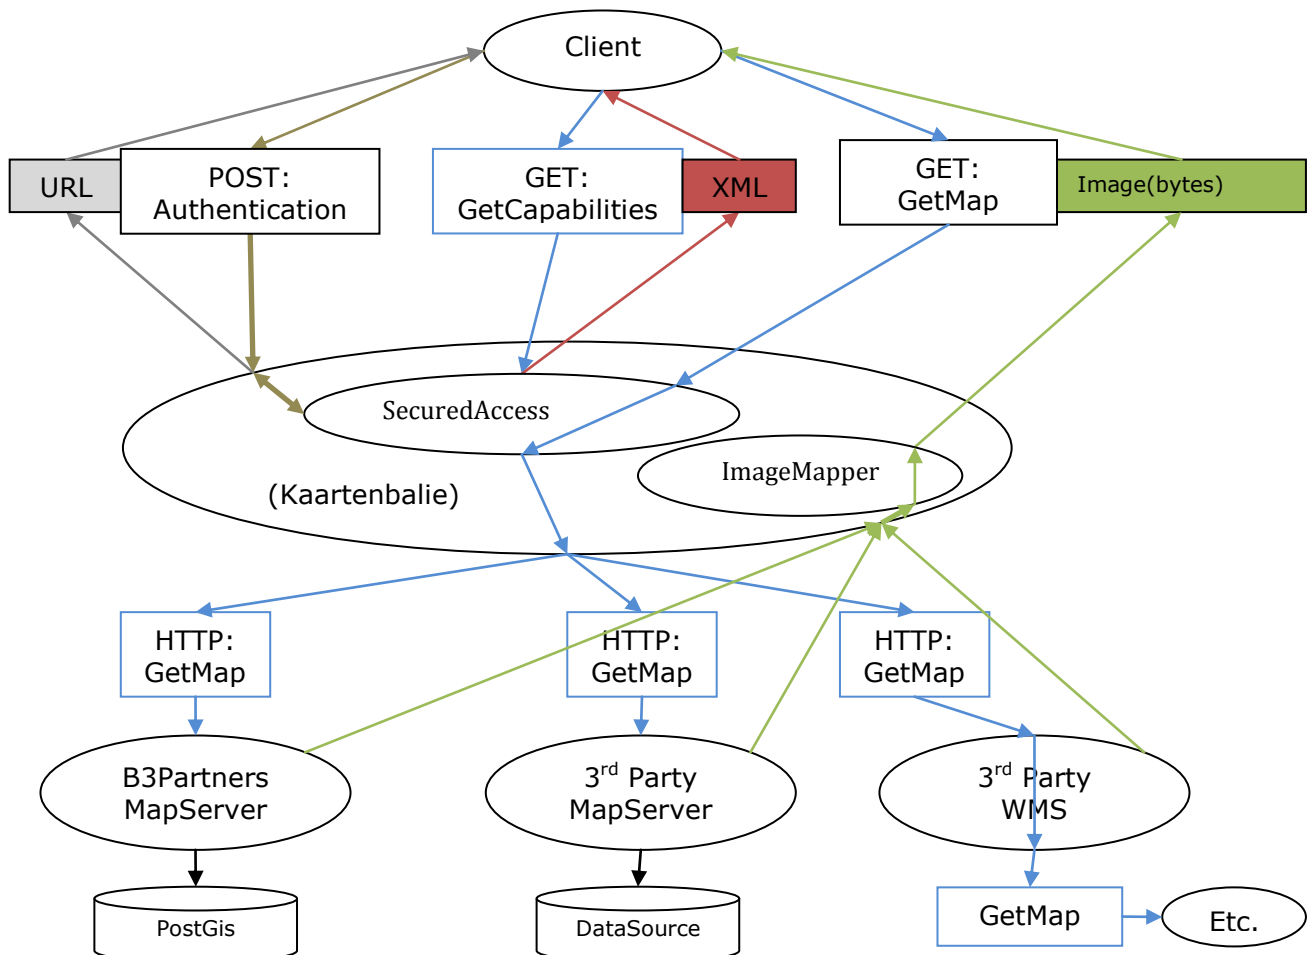 Client
URL
POST:
Authentication
GET:
GetCapabilities
XML
GET:
GetMap
Image(bytes)
SecuredAccess
ImageMapper
(Kaartenbalie)
HTTP:
GetMap
HTTP:
GetMap
HTTP:
GetMap
B3Partners
MapServer
3rd Party
MapServer
3rd Party
WMS
PostGis
DataSource
GetMap
Etc.